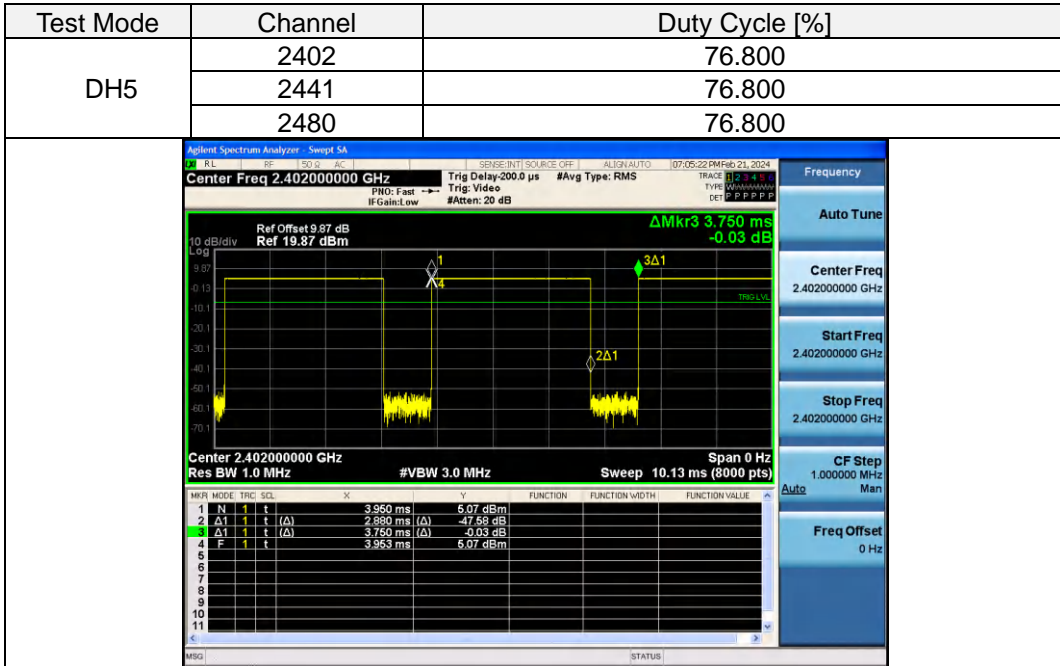 Test Mode Channel Duty Cycle [%]
DH5 2402 76.800
2441 76.800
2480 76.800
Agilent Spectrum Analyzer - Swept SA
RL RF 50 Ω AC SENSE:INT SOURCE OFF ALIGN AUTO 07:05:22 PM Feb 21, 2024
Center Freq 2.402000000 GHz
PNO: Fast
IFGain:Low
Trig Delay-200.0 µs #Avg Type: RMS
Trig: Video
#Atten: 20 dB
TRACE 1 2 3 4 5 6
TYPE WWWWWW
DET P P P P P P
Frequency
Auto Tune
Center Freq
2.402000000 GHz
Start Freq
2.402000000 GHz
Stop Freq
2.402000000 GHz
CF Step
1.000000 MHz
Auto Man
Freq Offset
0 Hz
ΔMkr3 3.750 ms
-0.03 dB
Ref Offset 9.87 dB
10 dB/div Ref 19.87 dBm
Log
9.87
-0.13
-10.1
-20.1
-30.1
-40.1
-50.1
-60.1
-70.1
1
4
3Δ1
TRIG LVL
2Δ1
Center 2.402000000 GHz Span 0 Hz
Res BW 1.0 MHz #VBW 3.0 MHz Sweep 10.13 ms (8000 pts)
MKR MODE TRC SCL X Y FUNCTION FUNCTION WIDTH FUNCTION VALUE
1 N 1 t 3.950 ms 5.07 dBm
2 Δ1 1 t (Δ) 2.880 ms (Δ) -47.58 dB
3 Δ1 1 t (Δ) 3.750 ms (Δ) -0.03 dB
4 F 1 t 3.953 ms 5.07 dBm
5
6
7
8
9
10
11
MSG STATUS